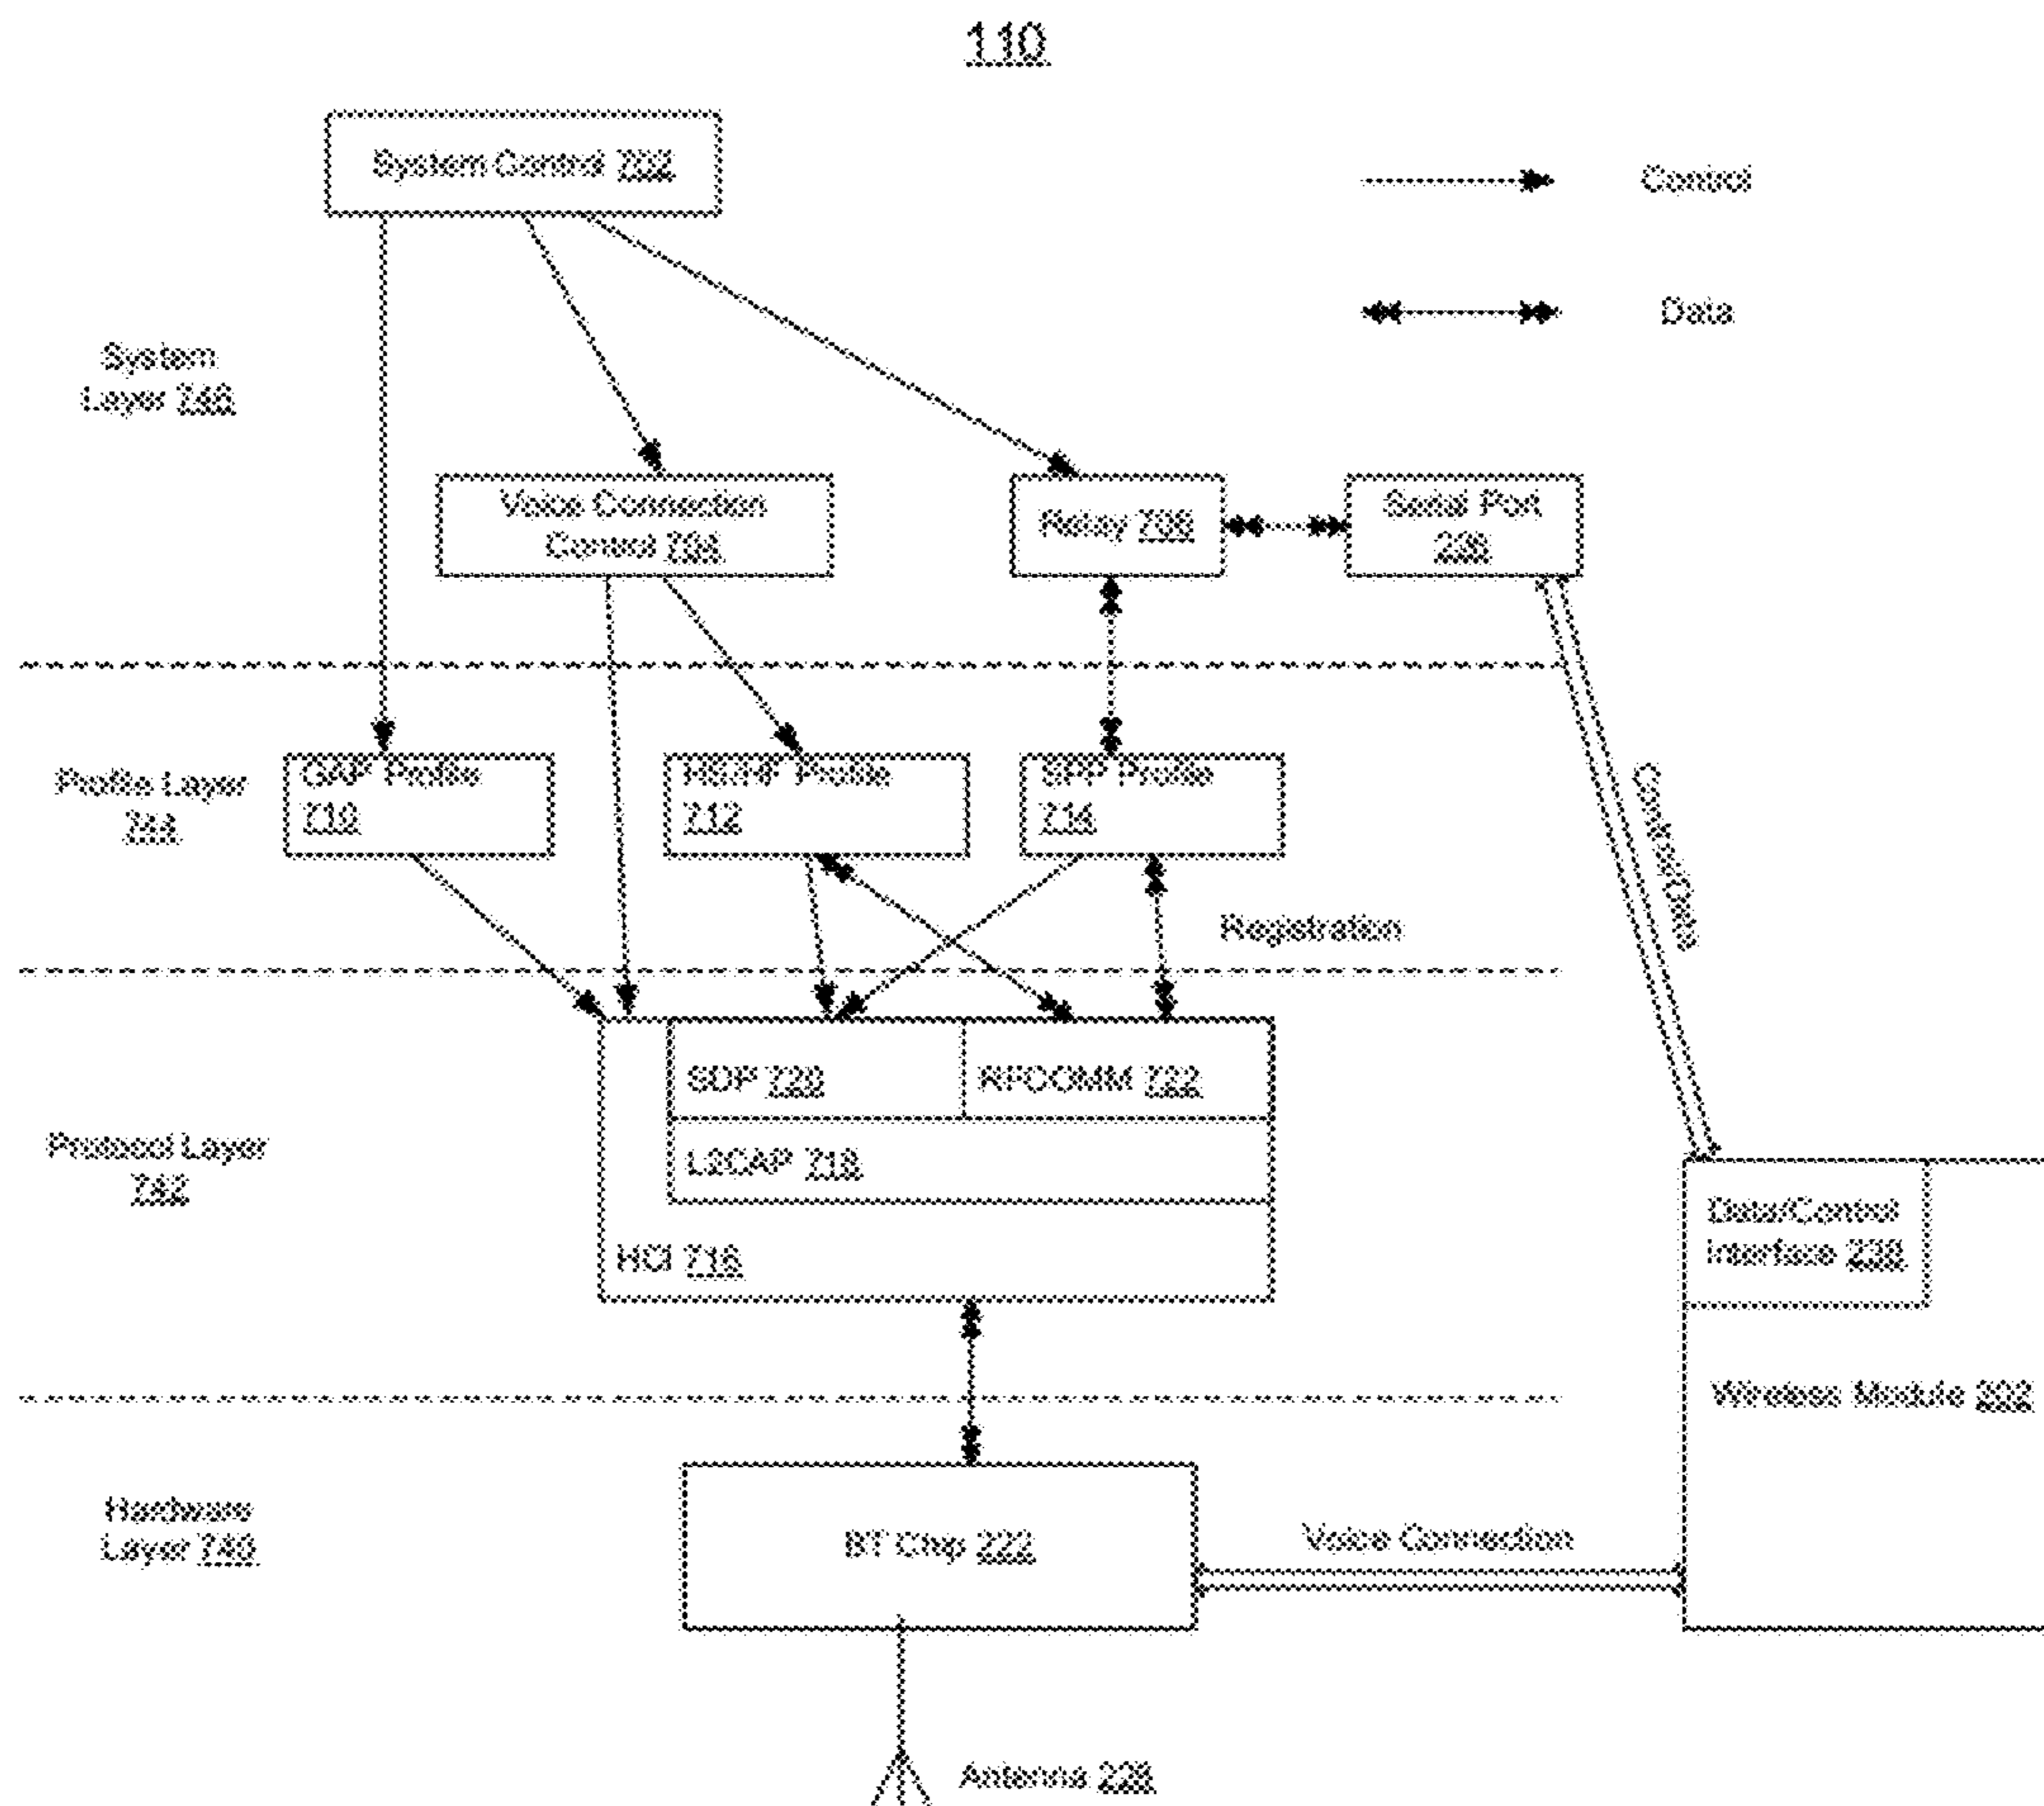 110
System Control 702
Control
Data
System
Layer 746
Voice Connection
Control 704
Relay 706
Serial Port
236
Profile Layer
744
GAP Profile
710
HS/HF Profile
712
SPP Profile
714
Control/Data
Registration
Protocol Layer
742
SDP 720
RFCOMM 722
L2CAP 718
HCI 716
Data/Control
Interface 238
Wireless Module 202
Hardware
Layer 740
BT Chip 222
Voice Connection
Antenna